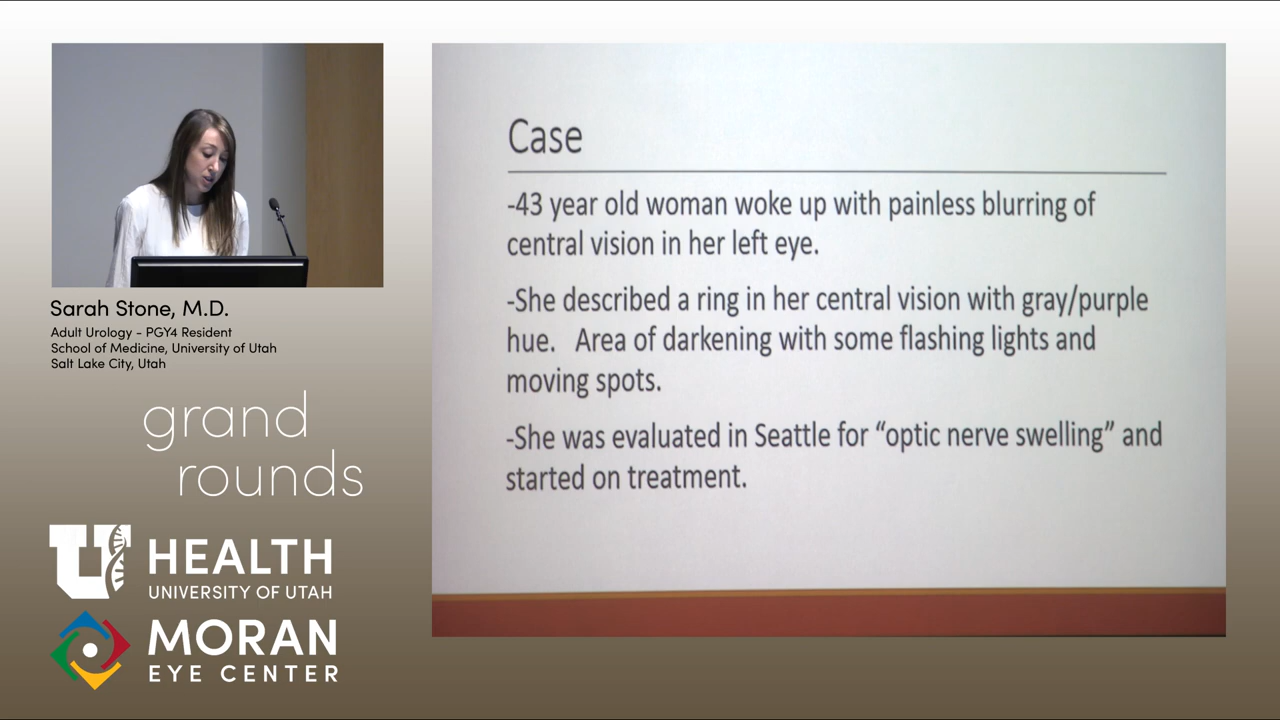 Case
-43 year old woman woke up with painless blurring of
central vision in her left eye.
-She described a ring in her central vision with gray/purple
hue. Area of darkening with some flashing lights and
moving spots.
-She was evaluated in Seattle for “optic nerve swelling” and
started on treatment.
Sarah Stone, M.D.
Adult Urology - PGY4 Resident
School of Medicine, University of Utah
Salt Lake City, Utah
grand
rounds
U HEALTH
UNIVERSITY OF UTAH
MORAN
EYE CENTER